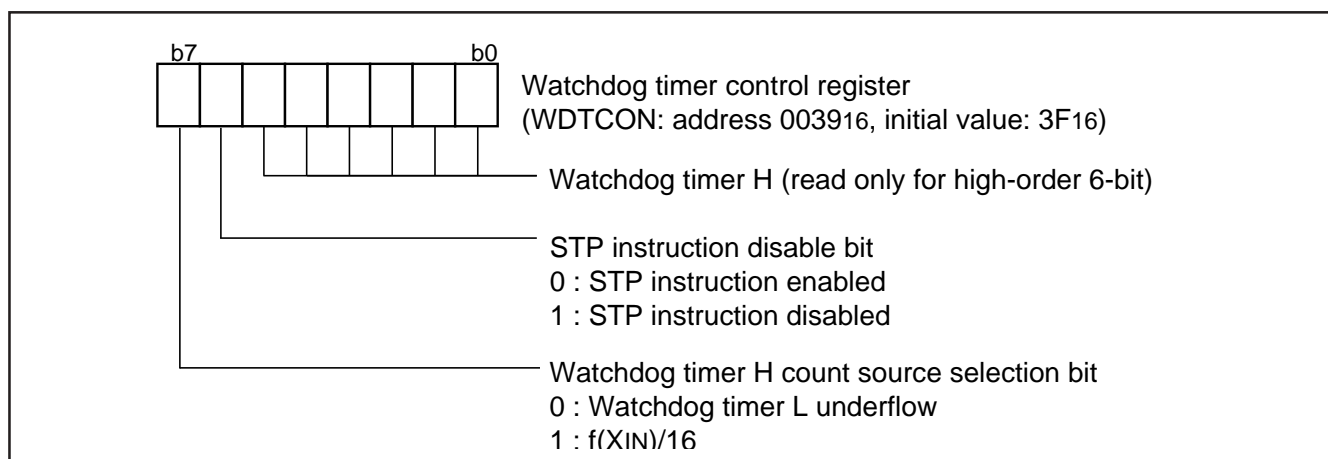 b7 b0
Watchdog timer control register
(WDTCON: address 003916, initial value: 3F16)
Watchdog timer H (read only for high-order 6-bit)
STP instruction disable bit
0 : STP instruction enabled
1 : STP instruction disabled
Watchdog timer H count source selection bit
0 : Watchdog timer L underflow
1 : f(XIN)/16